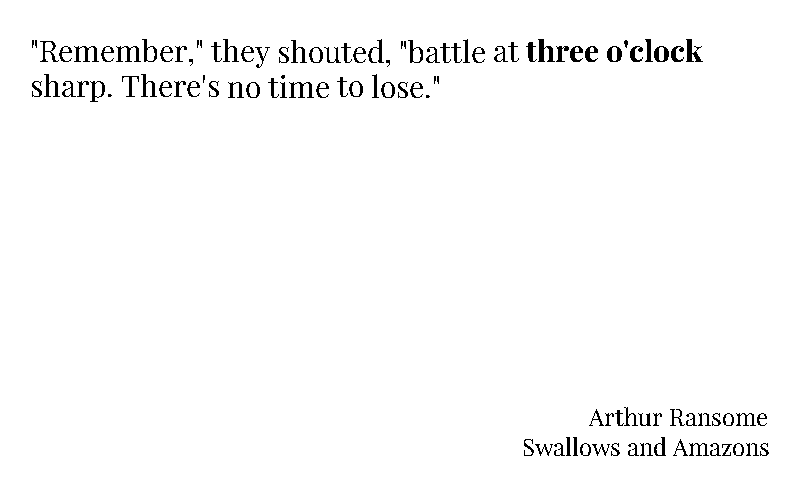 "Remember," they shouted, "battle at three o'clock
sharp. There's no time to lose."
Arthur Ransome
Swallows and Amazons